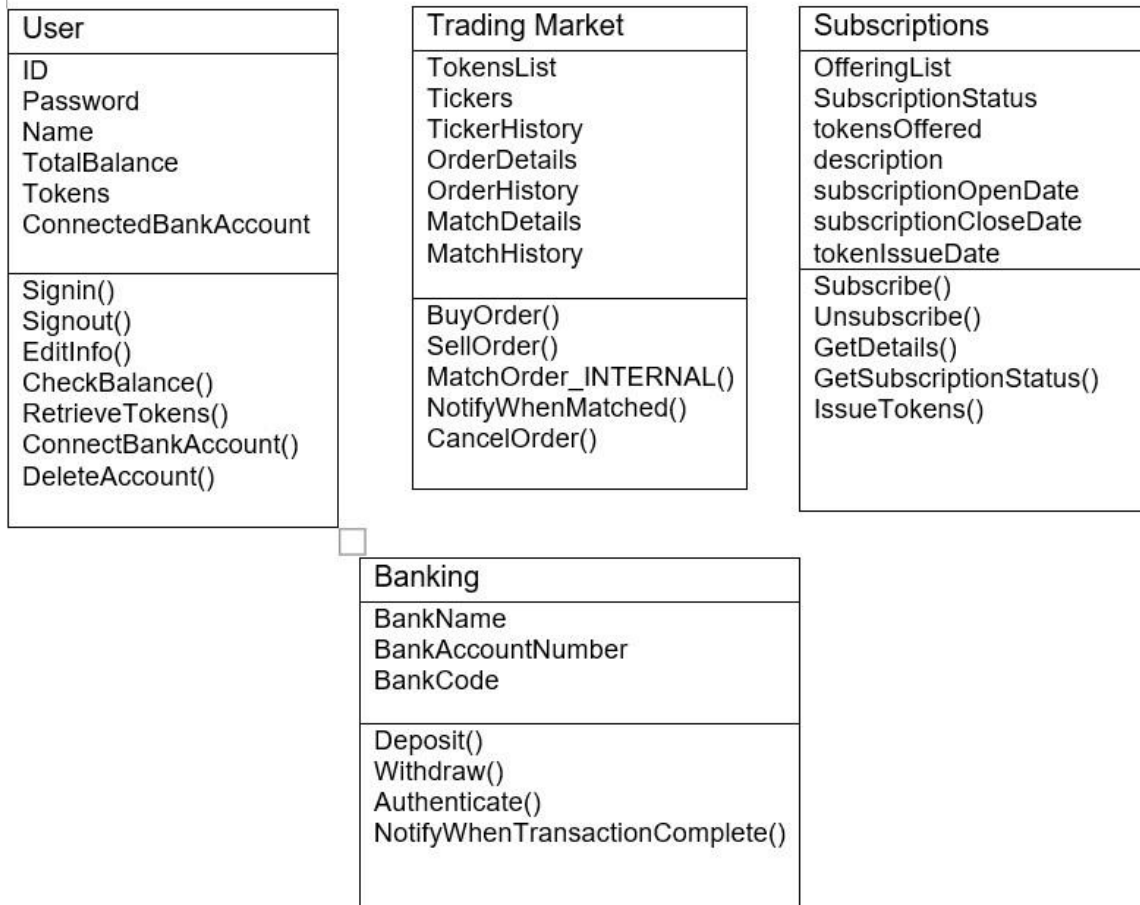 User
ID
Password
Name
TotalBalance
Tokens
ConnectedBankAccount
Signin()
Signout()
EditInfo()
CheckBalance()
RetrieveTokens()
ConnectBankAccount()
DeleteAccount()
Trading Market
TokensList
Tickers
TickerHistory
OrderDetails
OrderHistory
MatchDetails
MatchHistory
BuyOrder()
SellOrder()
MatchOrder_INTERNAL()
NotifyWhenMatched()
CancelOrder()
Subscriptions
OfferingList
SubscriptionStatus
tokensOffered
description
subscriptionOpenDate
subscriptionCloseDate
tokenIssueDate
Subscribe()
Unsubscribe()
GetDetails()
GetSubscriptionStatus()
IssueTokens()
Banking
BankName
BankAccountNumber
BankCode
Deposit()
Withdraw()
Authenticate()
NotifyWhenTransactionComplete()